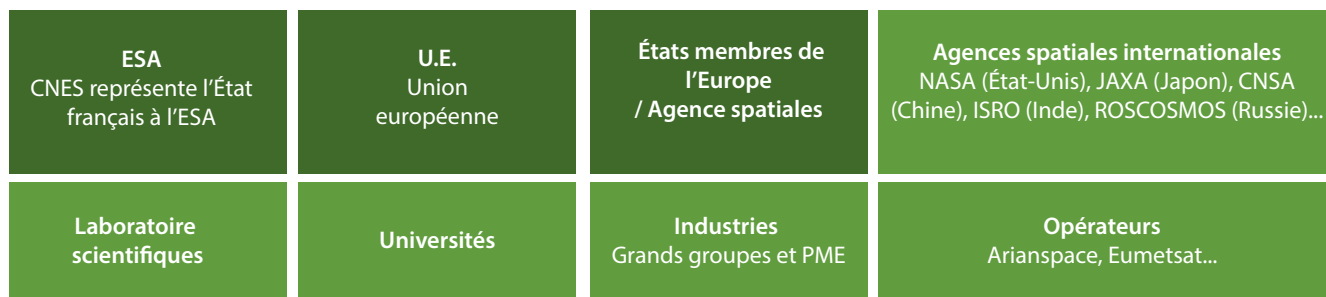 ESA
CNES représente l'État
français à l'ESA
U.E.
Union
européenne
États membres de
l'Europe
/ Agence spatiales
Agences spatiales internationales
NASA (État-Unis), JAXA (Japon), CNSA
(Chine), ISRO (Inde), ROSCOSMOS (Russie)...
Laboratoire
scientifiques
Universités
Industries
Grands groupes et PME
Opérateurs
Arianspace, Eumetsat...